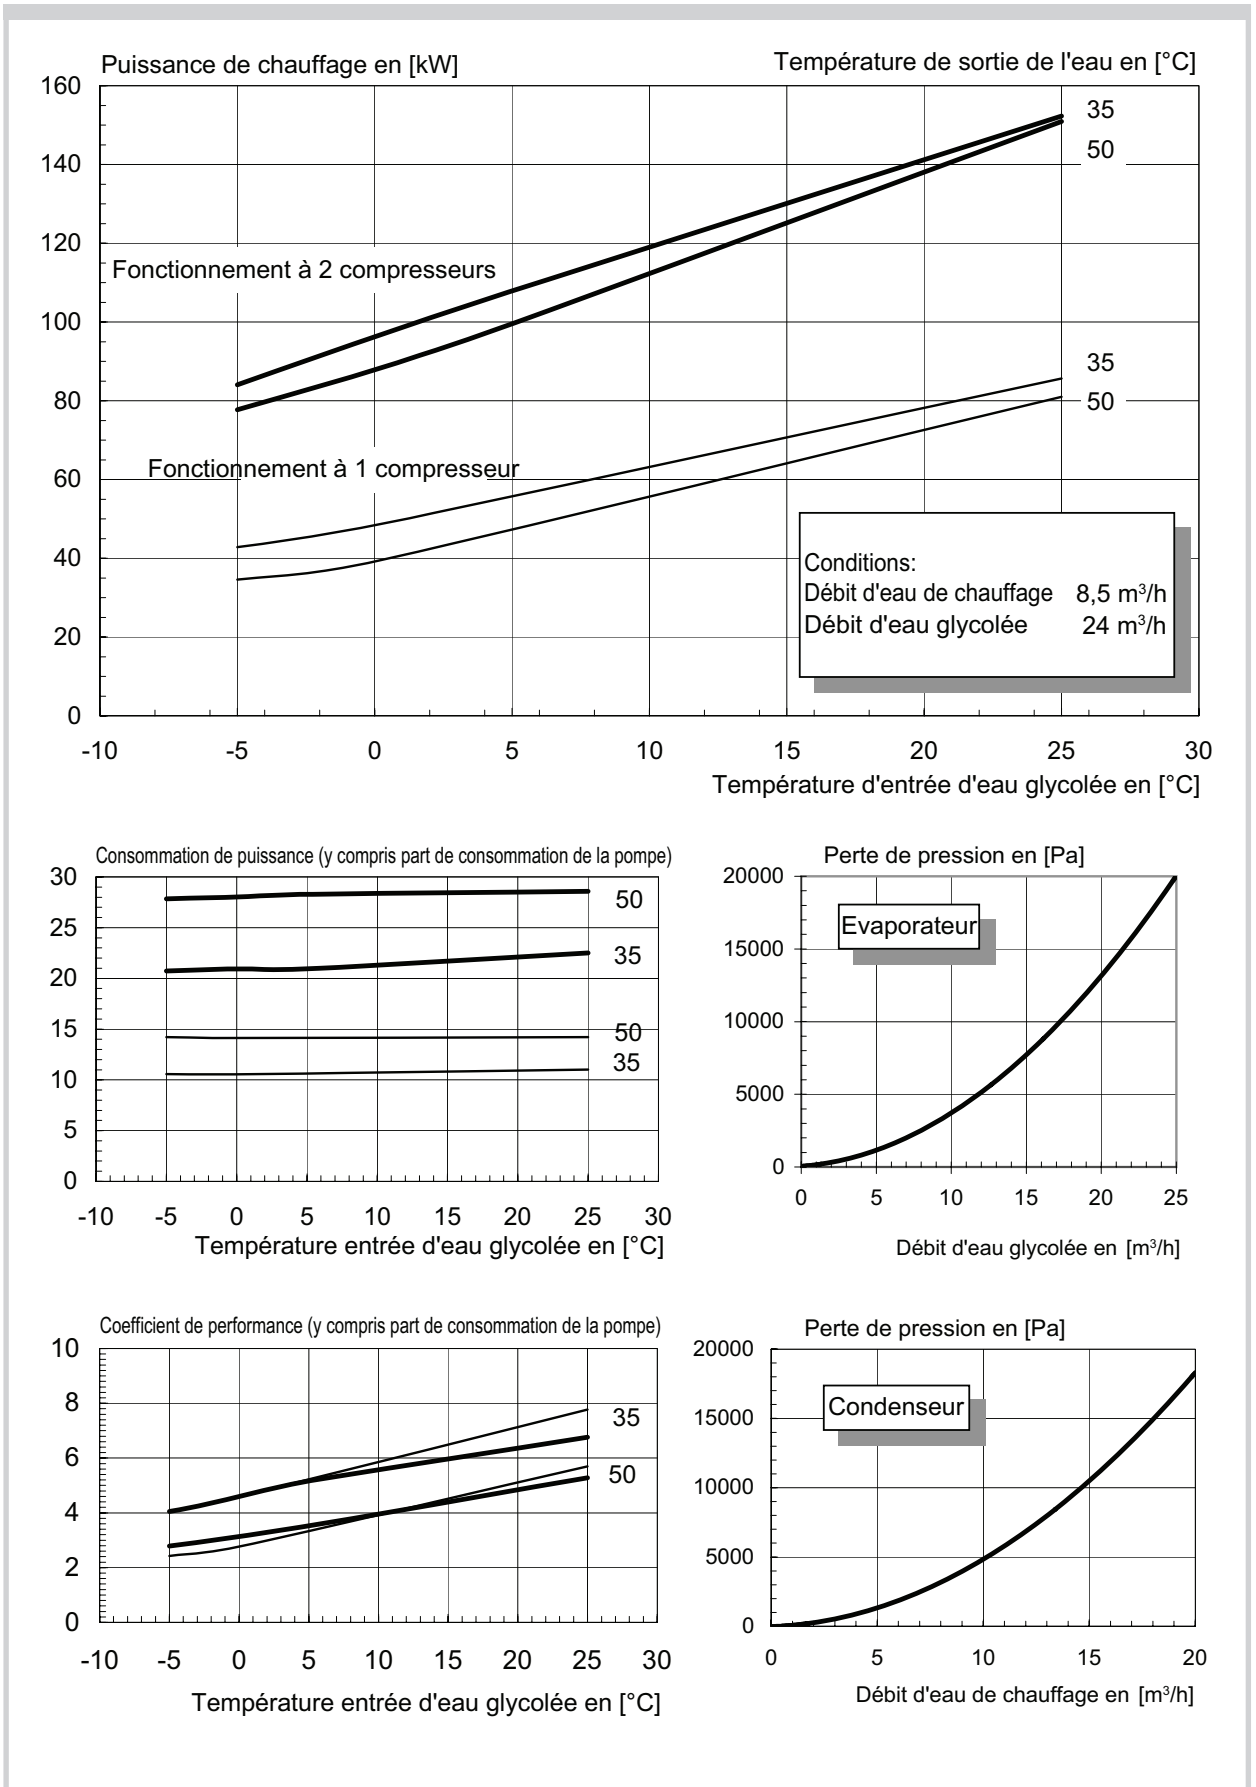 Puissance de chauffage en [kW]
Température de sortie de l'eau en [°C]
160
140
120
100
80
60
40
20
0
35
50
Fonctionnement à 2 compresseurs
35
50
Fonctionnement à 1 compresseur
Conditions:
Débit d'eau de chauffage 8,5 m³/h
Débit d'eau glycolée 24 m³/h
-10 -5 0 5 10 15 20 25 30
Température d'entrée d'eau glycolée en [°C]
Consommation de puissance (y compris part de consommation de la pompe)
30
25
20
15
10
5
0
50
35
50
35
-10 -5 0 5 10 15 20 25 30
Température entrée d'eau glycolée en [°C]
Perte de pression en [Pa]
20000
15000
10000
5000
0
Evaporateur
0 5 10 15 20 25
Débit d'eau glycolée en [m³/h]
Coefficient de performance (y compris part de consommation de la pompe)
10
8
6
4
2
0
35
50
-10 -5 0 5 10 15 20 25 30
Température entrée d'eau glycolée en [°C]
Perte de pression en [Pa]
20000
15000
10000
5000
0
Condenseur
0 5 10 15 20
Débit d'eau de chauffage en [m³/h]